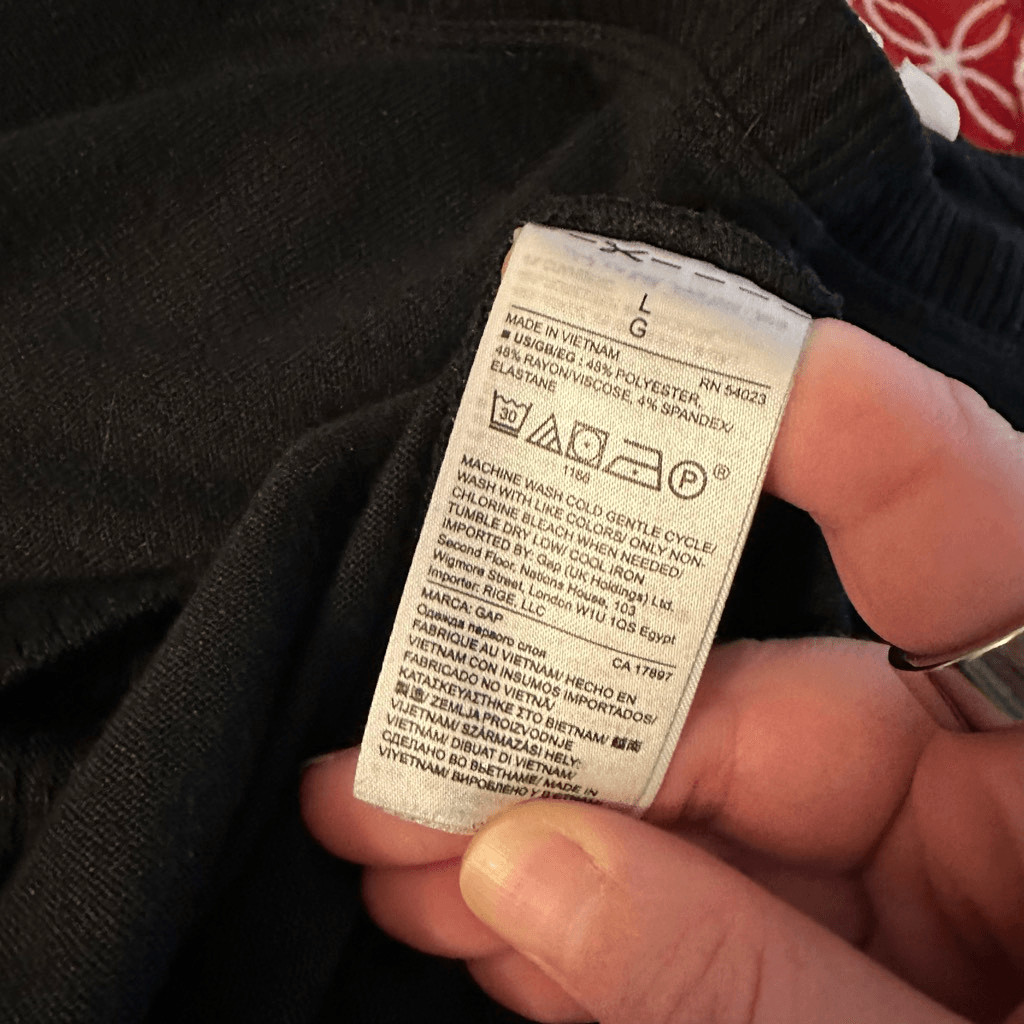 L
G
MADE IN VIETNAM
RN 54023
■ US/GB/EG : 48% POLYESTER,
48% RAYON/VISCOSE, 4% SPANDEX/
ELASTANE
30
P ®
1166
MACHINE WASH COLD GENTLE CYCLE/
WASH WITH LIKE COLORS/ ONLY NON
CHLORINE BLEACH WHEN NEEDED/
TUMBLE DRY LOW/ COOL IRON
IMPORTED BY: Gap (UK Holdings) Ltd.
Second Floor, Nations House, 103
Wigmore Street, London W1U 1QS Egypt
Importer: RIGE, LLC
MARCA: GAP
CA 17897
Одежда первого слоя
FABRIQUE AU VIETNAM/ HECHO EN
VIETNAM CON INSUMOS IMPORTADOS/
FABRICADO NO VIETNÃ/
ΚΑΤΑΣΚΕΥΑΣΤΗΚΕ ΣΤΟ ΒΙΕΤΝΑΜ/ 越南
ZEMLJA PROIZVODNJE
VIJETNAM/ SZÁRMAZÁSI HELY:
VIETNAM/ DIBUAT DI VIETNAM/
СДЕЛАНО ВО ВЬЕТНАМЕ/ MADE IN
VIYETNAM/ ВИРОБЛЕНО У